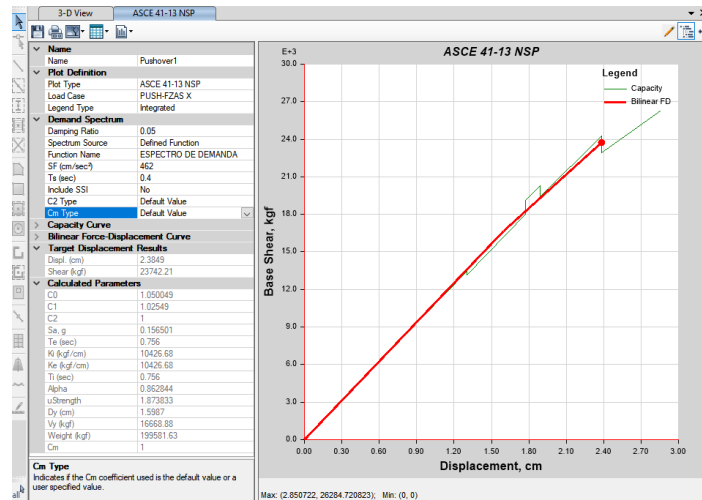 3-D View
ASCE 41-13 NSP
Name
Name Pushover1
Plot Definition
Plot Type ASCE 41-13 NSP
Load Case PUSH-FZAS X
Legend Type Integrated
Demand Spectrum
Damping Ratio 0.05
Spectrum Source Defined Function
Function Name ESPECTRO DE DEMANDA
SF (cm/sec²) 462
Ts (sec) 0.4
Include SSI No
C2 Type Default Value
Cm Type Default Value
Capacity Curve
Bilinear Force-Displacement Curve
Target Displacement Results
Displ. (cm) 2.3849
Shear (kgf) 23742.21
Calculated Parameters
C0 1.050049
C1 1.02549
C2 1
Sa, g 0.156501
Te (sec) 0.756
Ki (kgf/cm) 10426.68
Ke (kgf/cm) 10426.68
Ti (sec) 0.756
Alpha 0.862844
uStrength 1.873833
Dy (cm) 1.5987
Vy (kgf) 16668.88
Weight (kgf) 199581.63
Cm 1
Cm Type
Indicates if the Cm coefficient used is the default value or a
user specified value.
all
ASCE 41-13 NSP
E+3
30.0
27.0
24.0
21.0
18.0
15.0
12.0
9.0
6.0
3.0
0.0
Base Shear, kgf
Legend
Capacity
Bilinear FD
0.00 0.30 0.60 0.90 1.20 1.50 1.80 2.10 2.40 2.70 3.00
Displacement, cm
Max: (2.850722, 26284.720823); Min: (0, 0)